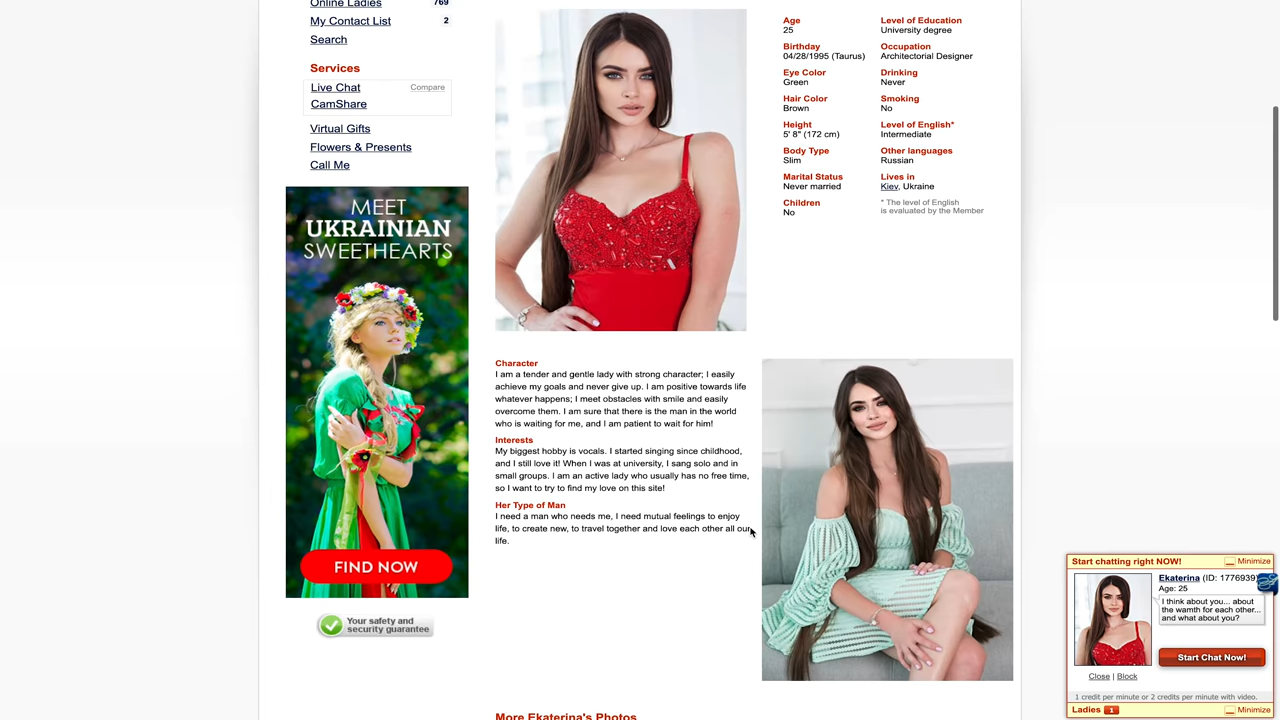 Online Ladies 769
My Contact List 2
Search
Services
Live Chat Compare
CamShare
Virtual Gifts
Flowers & Presents
Call Me
MEET
UKRAINIAN
SWEETHEARTS
FIND NOW
Your safety and
security guarantee
Age
25
Birthday
04/28/1995 (Taurus)
Eye Color
Green
Hair Color
Brown
Height
5' 8" (172 cm)
Body Type
Slim
Marital Status
Never married
Children
No
Level of Education
University degree
Occupation
Architectorial Designer
Drinking
Never
Smoking
No
Level of English*
Intermediate
Other languages
Russian
Lives in
Kiev, Ukraine
* The level of English
is evaluated by the Member
Character
I am a tender and gentle lady with strong character; I easily
achieve my goals and never give up. I am positive towards life
whatever happens; I meet obstacles with smile and easily
overcome them. I am sure that there is the man in the world
who is waiting for me, and I am patient to wait for him!
Interests
My biggest hobby is vocals. I started singing since childhood,
and I still love it! When I was at university, I sang solo and in
small groups. I am an active lady who usually has no free time,
so I want to try to find my love on this site!
Her Type of Man
I need a man who needs me, I need mutual feelings to enjoy
life, to create new, to travel together and love each other all our
life.
More Ekaterina's Photos
Start chatting right NOW! Minimize
Ekaterina (ID: 1776939)
Age: 25
I think about you... about
the wamth for each other...
and what about you?
Start Chat Now!
Close | Block
1 credit per minute or 2 credits per minute with video.
Ladies 1 Minimize